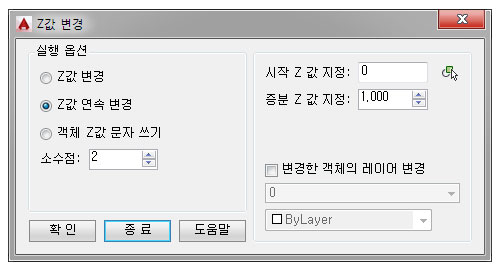 Z값 변경
실행 옵션
Z값 변경
Z값 연속 변경
객체 Z값 문자 쓰기
소수점: 2
시작 Z 값 지정: 0
증분 Z 값 지정: 1,000
변경한 객체의 레이어 변경
0
ByLayer
확 인 종 료 도움말